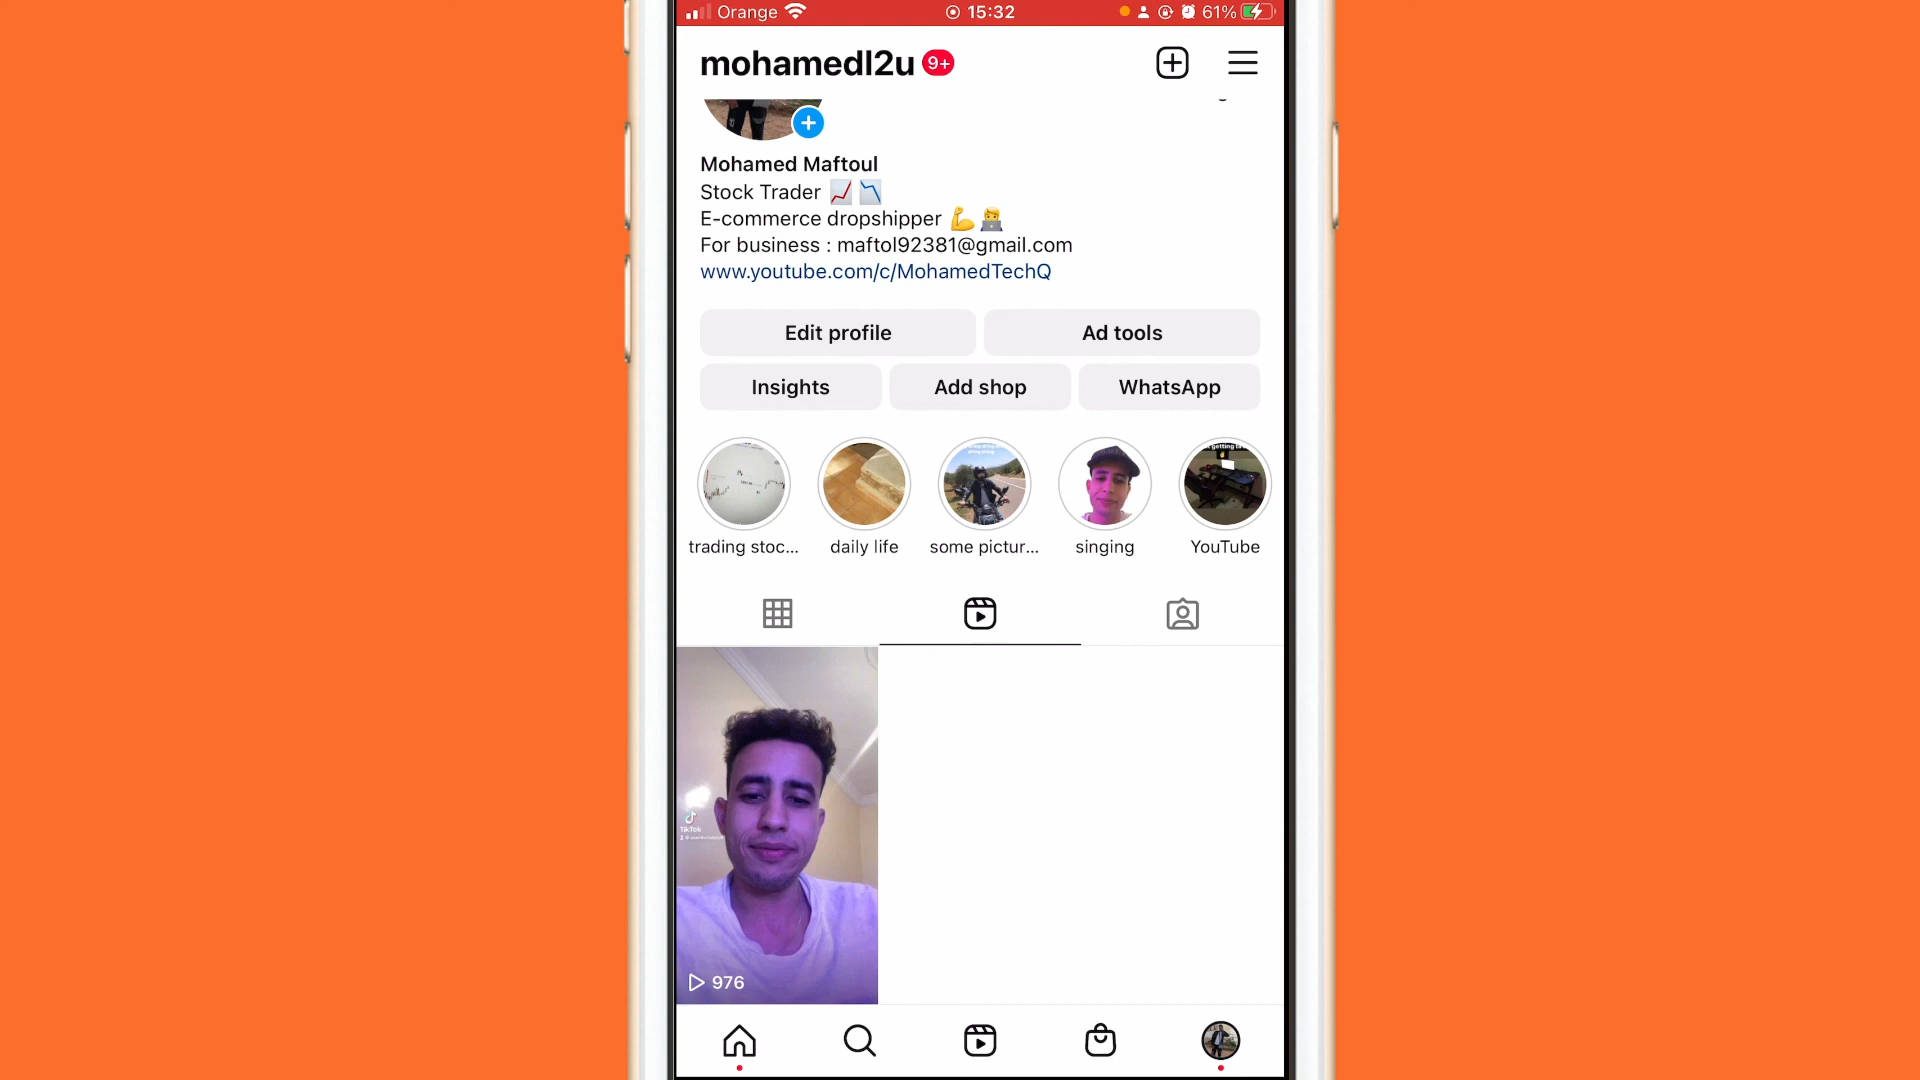 Orange 15:32 61%
mohamedl2u 9+
Mohamed Maftoul
Stock Trader 📈 📉
E-commerce dropshipper 💪👨‍💻
For business : maftol92381@gmail.com
www.youtube.com/c/MohamedTechQ
Edit profile Ad tools
Insights Add shop WhatsApp
getting
trading stoc... daily life some pictur... singing YouTube
TikTok
976